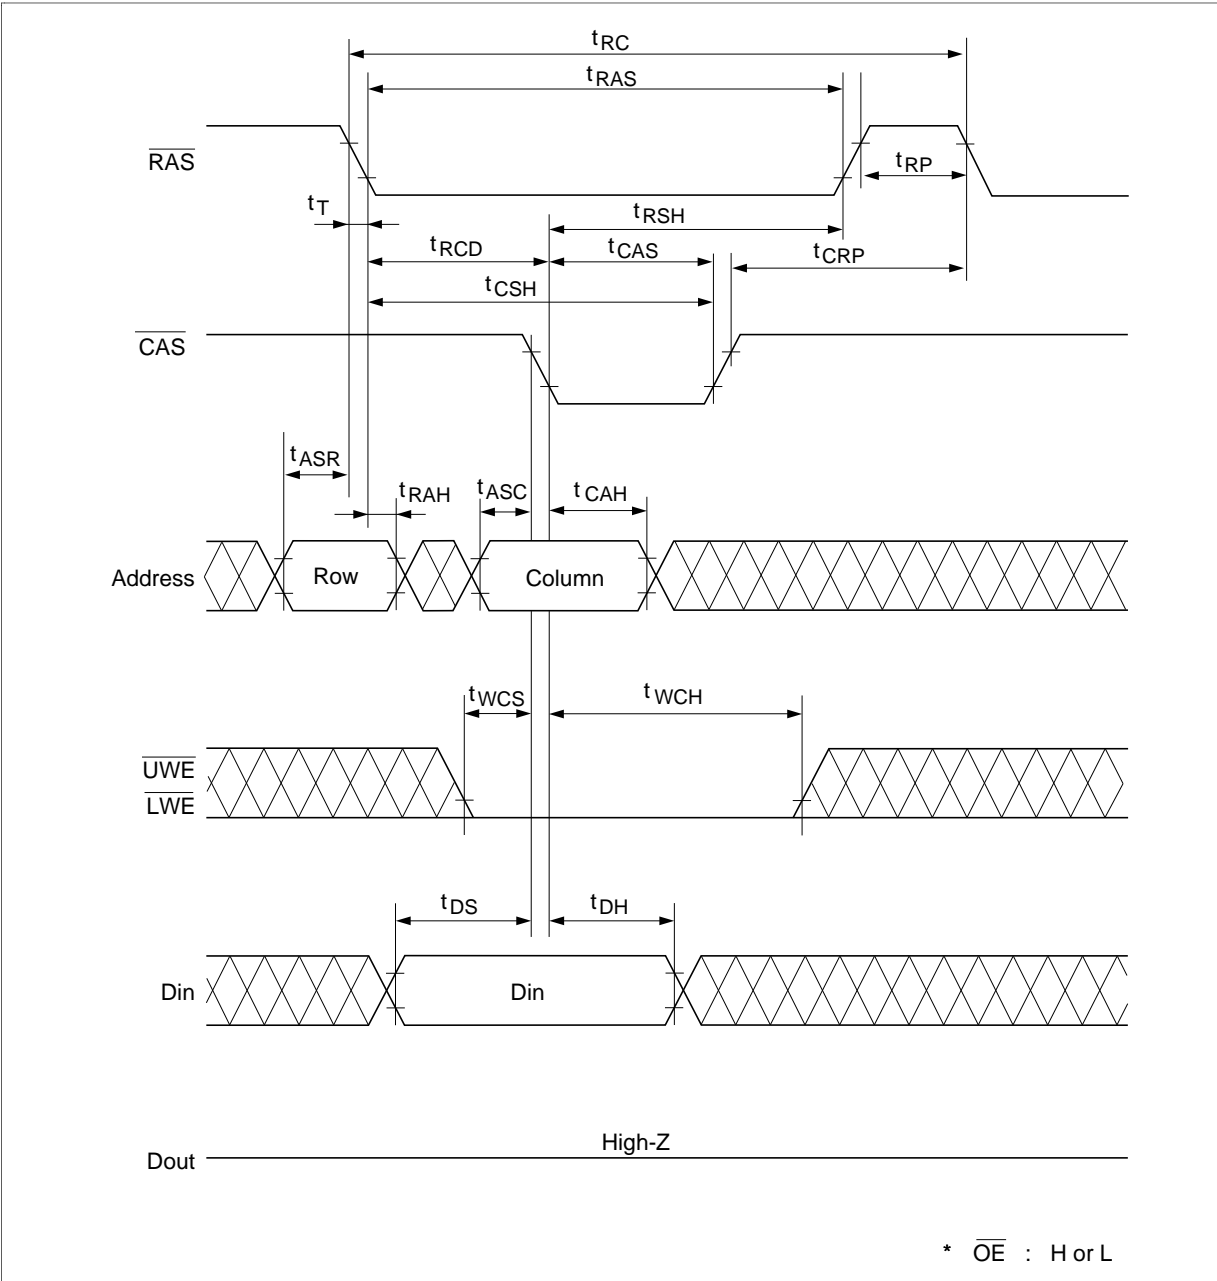 tRC
tRAS
RAS
tRP
tT
tRSH
tRCD
tCAS
tCRP
tCSH
CAS
tASR
tRAH
tASC
tCAH
Address
Row
Column
tWCS
tWCH
UWE
LWE
tDS
tDH
Din
Din
High-Z
Dout
* OE : H or L